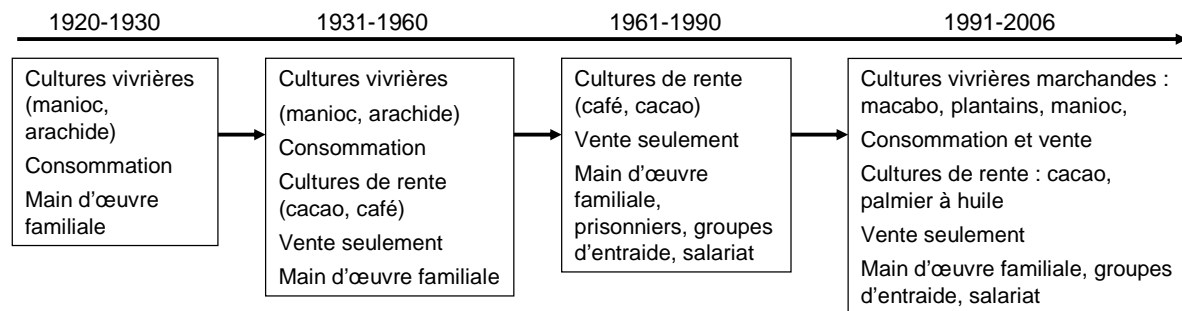 1920-1930
1931-1960
1961-1990
1991-2006
Cultures vivrières
(manioc,
arachide)
Consommation
Main d'œuvre
familiale
Cultures vivrières
(manioc, arachide)
Consommation
Cultures de rente
(cacao, café)
Vente seulement
Main d'œuvre familiale
Cultures de rente
(café, cacao)
Vente seulement
Main d'œuvre
familiale,
prisonniers, groupes
d'entraide, salariat
Cultures vivrières marchandes :
macabo, plantains, manioc,
Consommation et vente
Cultures de rente : cacao,
palmier à huile
Vente seulement
Main d'œuvre familiale, groupes
d'entraide, salariat